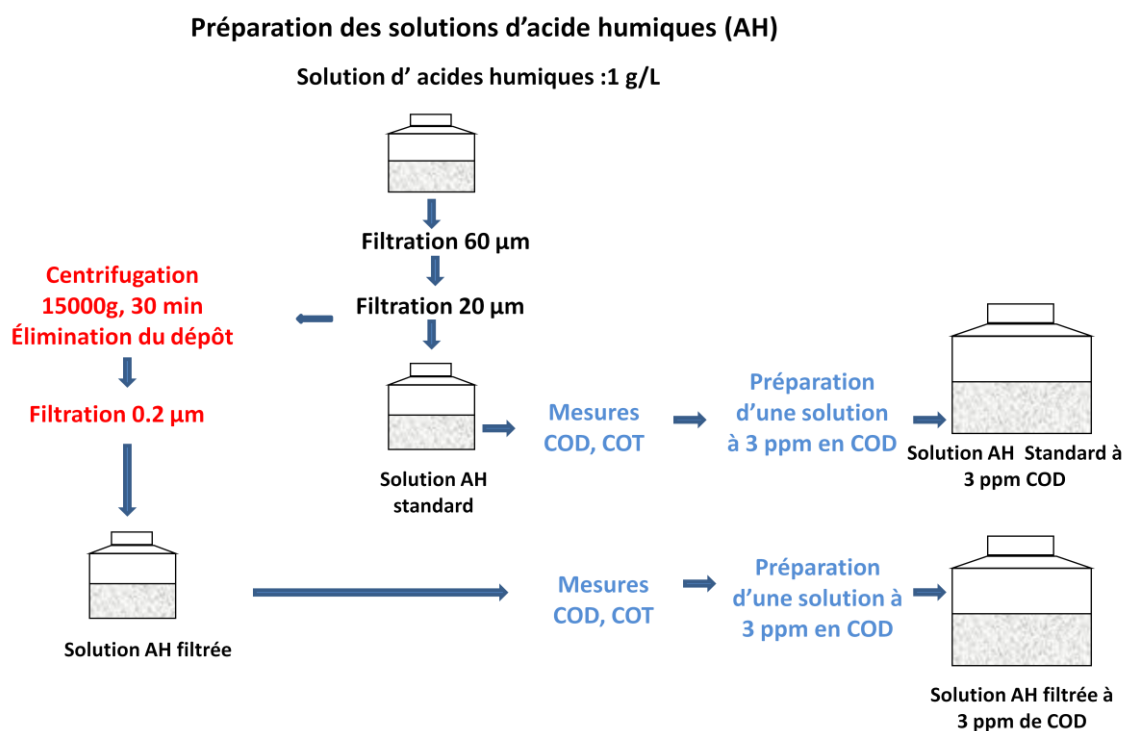 Préparation des solutions d'acide humiques (AH)
Solution d' acides humiques :1 g/L
Filtration 60 µm
Filtration 20 µm
Centrifugation
15000g, 30 min
Élimination du dépôt
Filtration 0.2 µm
Solution AH
standard
Mesures
COD, COT
Préparation
d'une solution
à 3 ppm en COD
Solution AH  Standard à
3 ppm COD
Solution AH filtrée
Mesures
COD, COT
Préparation
d'une solution à
3 ppm en COD
Solution AH filtrée à
3 ppm de COD